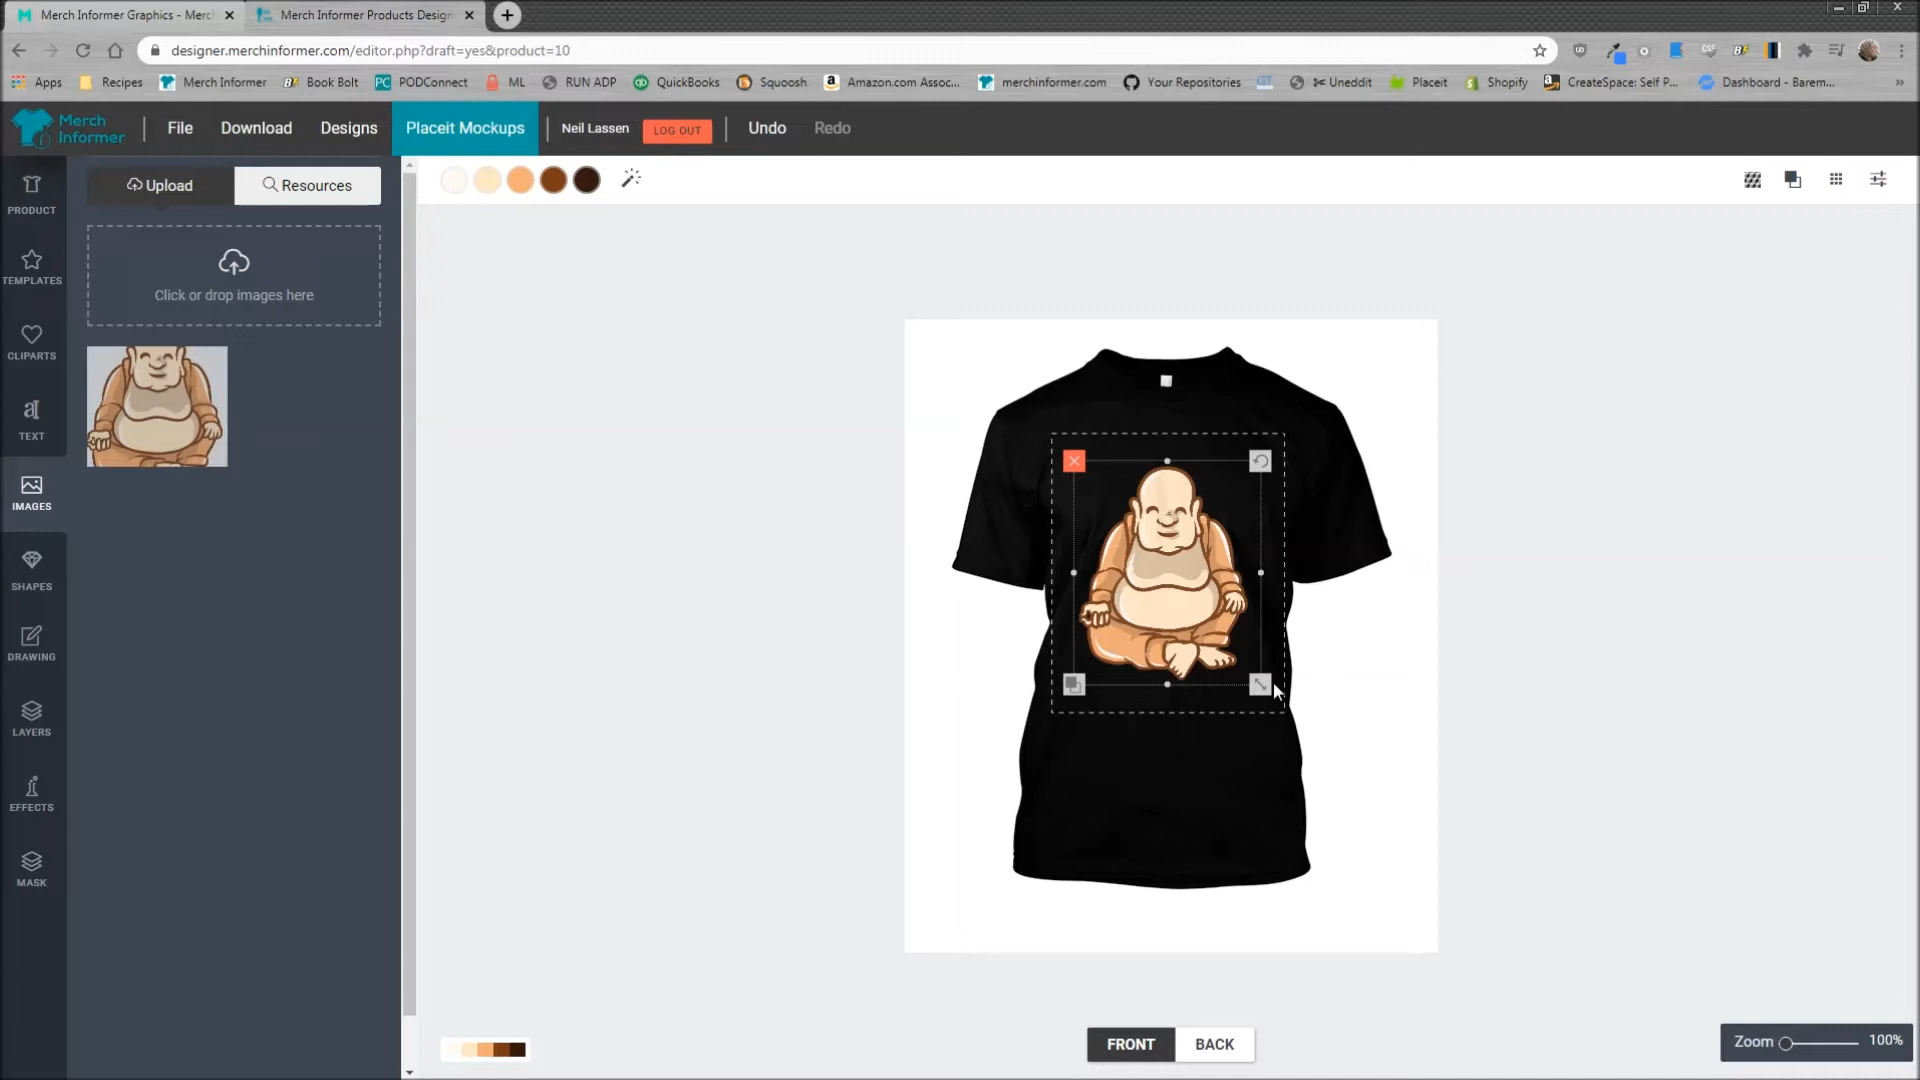 Merch Informer Graphics - Merch
Merch Informer Products Design
designer.merchinformer.com/editor.php?draft=yes&product=10
Apps
Recipes
Merch Informer
Book Bolt
PODConnect
ML
RUN ADP
QuickBooks
Squoosh
Amazon.com Assoc...
merchinformer.com
Your Repositories
Uneddit
Placeit
Shopify
CreateSpace: Self P...
Dashboard - Barem...
Merch
Informer
File
Download
Designs
Placeit Mockups
Neil Lassen
LOG OUT
Undo
Redo
Upload
Resources
Click or drop images here
PRODUCT
TEMPLATES
CLIPARTS
TEXT
IMAGES
SHAPES
DRAWING
LAYERS
EFFECTS
MASK
FRONT
BACK
Zoom
100%